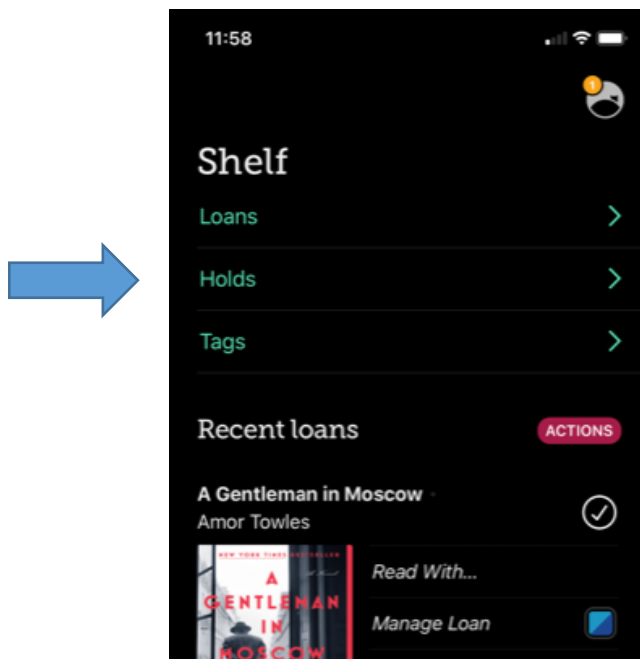 11:58
1
Shelf
Loans
Holds
Tags
Recent loans
ACTIONS
A Gentleman in Moscow
Amor Towles
NEW YORK TIMES BESTSELLER
A
GENTLEMAN
IN
MOSCOW
Read With...
Manage Loan